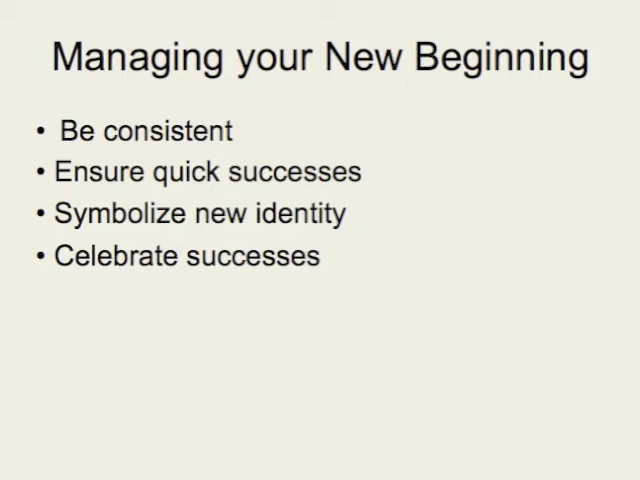 Managing your New Beginning
• Be consistent
• Ensure quick successes
• Symbolize new identity
• Celebrate successes